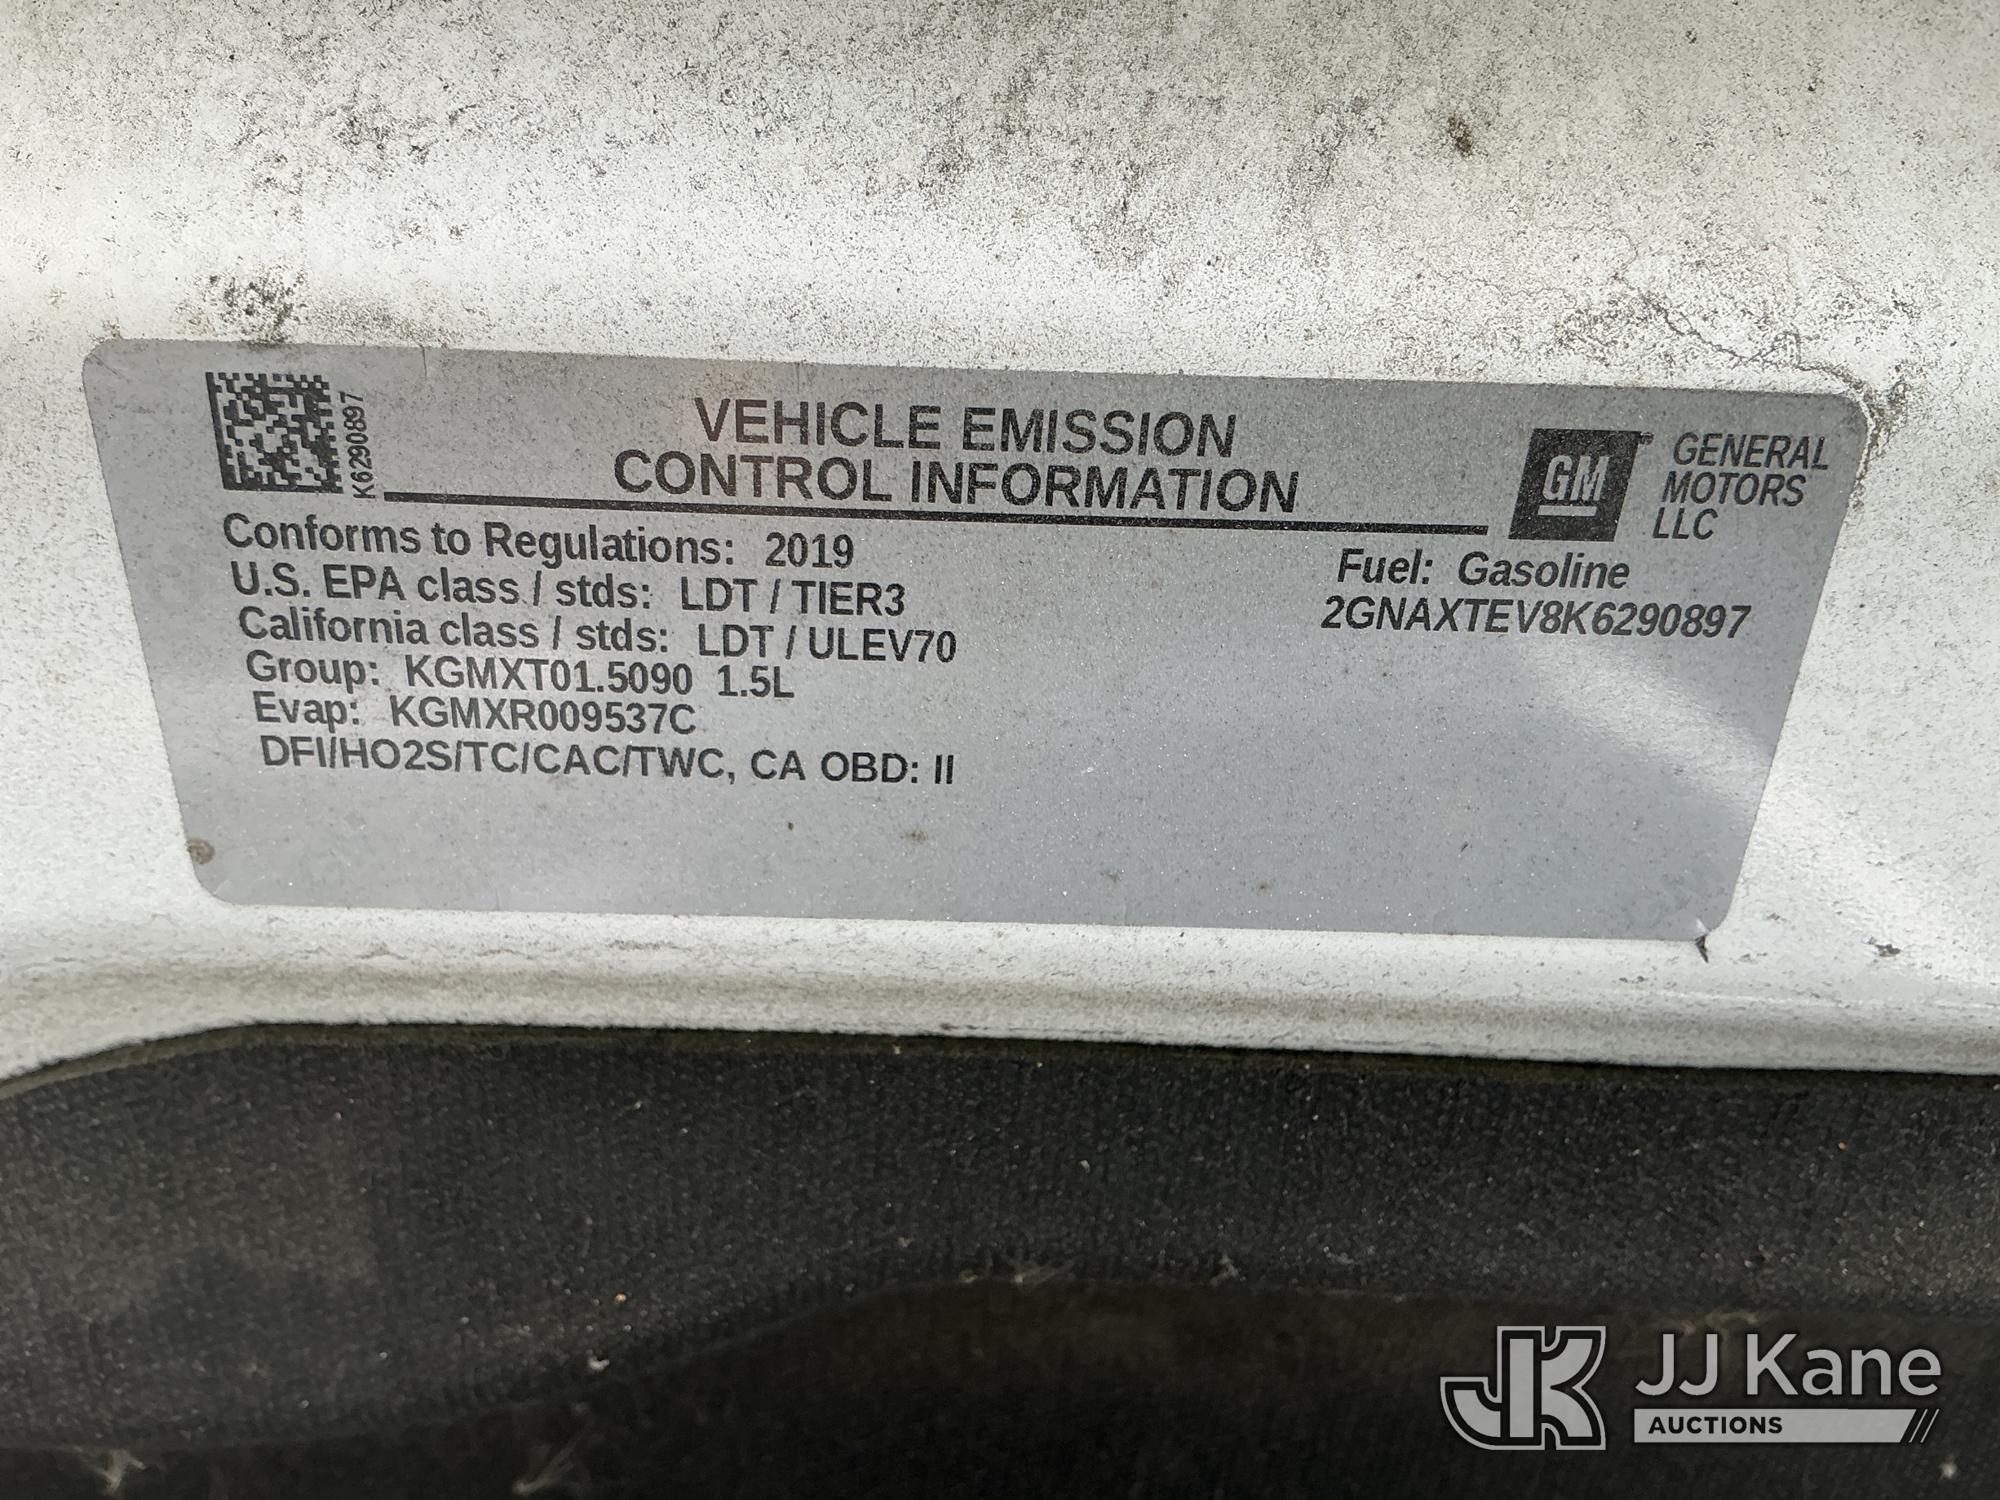 K6290897
VEHICLE EMISSION
CONTROL INFORMATION
GM
GENERAL
MOTORS
LLC
Conforms to Regulations: 2019
U.S. EPA class / stds: LDT / TIER3
California class / stds: LDT / ULEV70
Group: KGMXT01.5090 1.5L
Evap: KGMXR009537C
DFI/HO2S/TC/CAC/TWC, CA OBD: II
Fuel: Gasoline
2GNAXTEV8K6290897
JK
JJ Kane
AUCTIONS